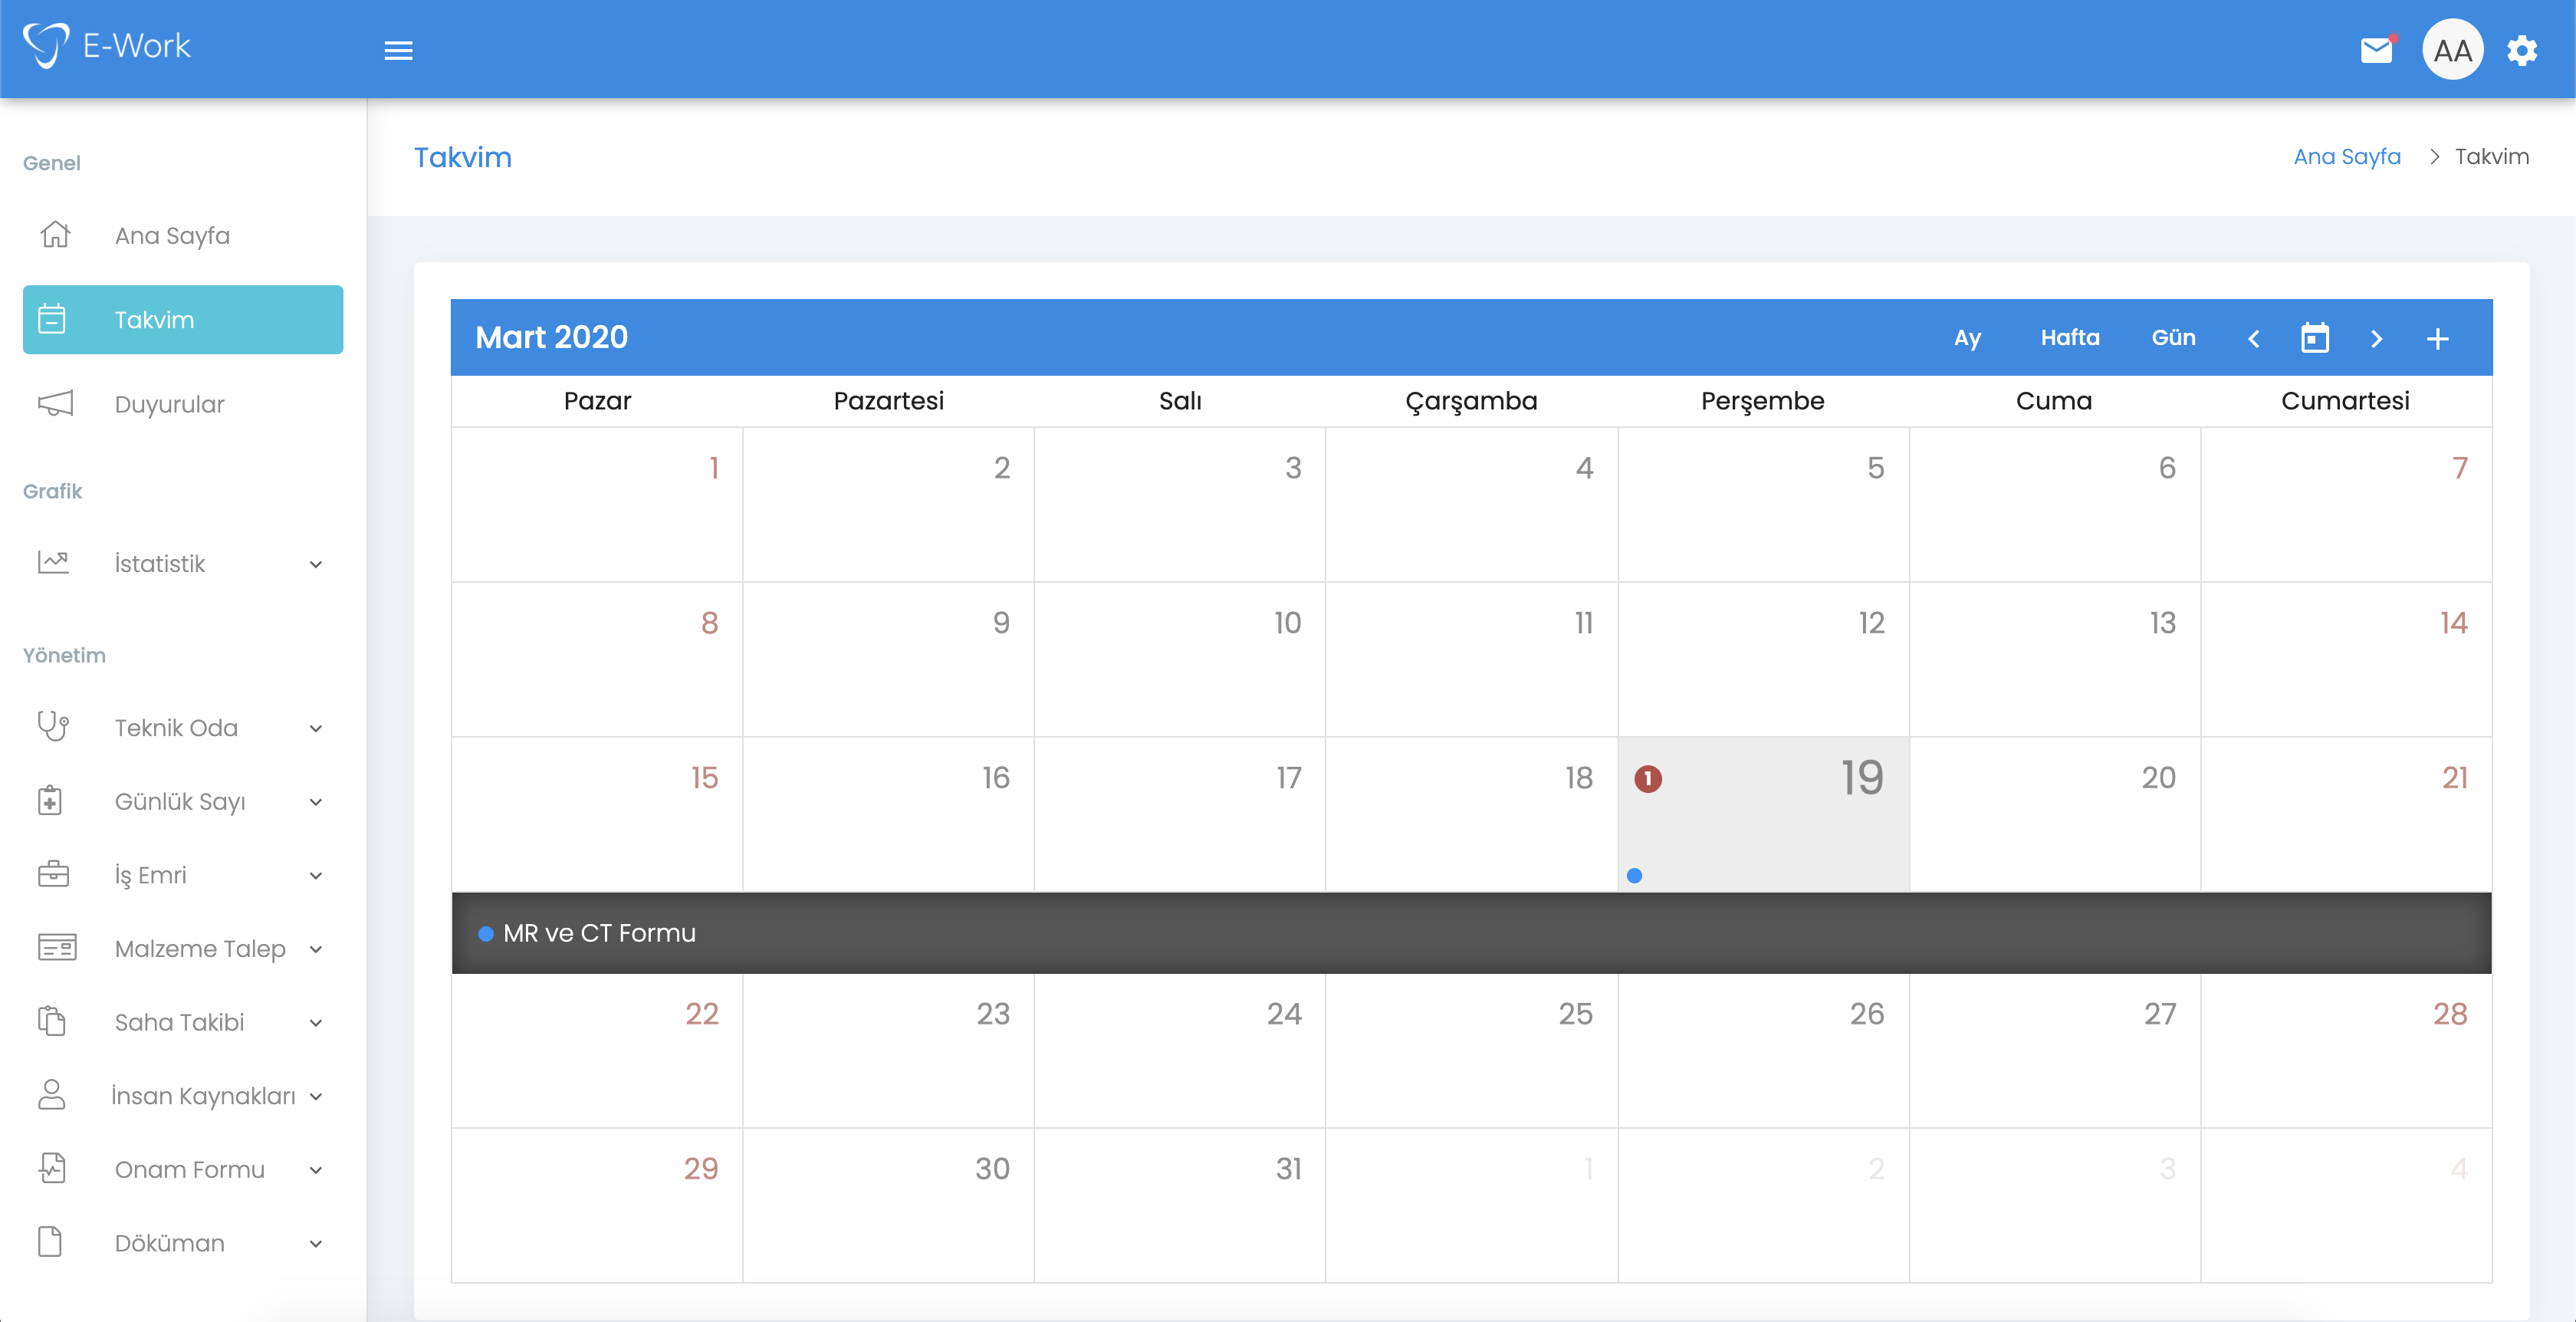 E-Work
AA
Genel
Ana Sayfa
Takvim
Duyurular
Grafik
İstatistik
Yönetim
Teknik Oda
Günlük Sayı
İş Emri
Malzeme Talep
Saha Takibi
İnsan Kaynakları
Onam Formu
Döküman
Takvim
Ana Sayfa > Takvim
Mart 2020
Ay Hafta Gün
Pazar Pazartesi Salı Çarşamba Perşembe Cuma Cumartesi
1 2 3 4 5 6 7
8 9 10 11 12 13 14
15 16 17 18 1 19 20 21
MR ve CT Formu
22 23 24 25 26 27 28
29 30 31 1 2 3 4